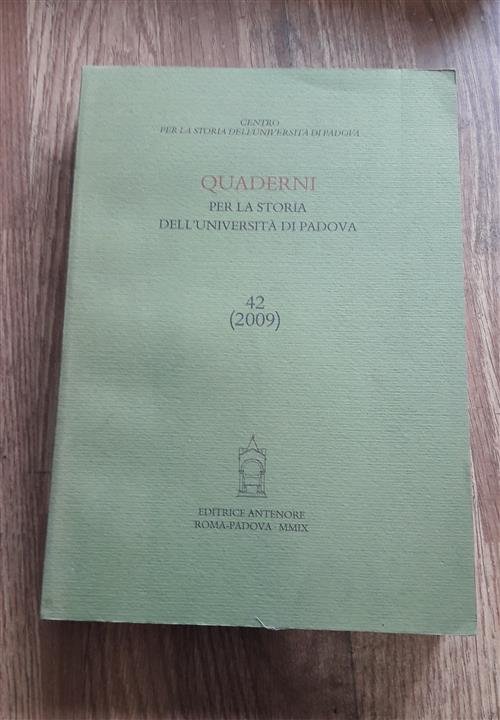 CENTRO
PER LA STORIA DELL'UNIVERSITÀ DI PADOVA
QUADERNI
PER LA STORIA
DELL'UNIVERSITÀ DI PADOVA
42
(2009)
EDITRICE ANTENORE
ROMA-PADOVA · MMIX